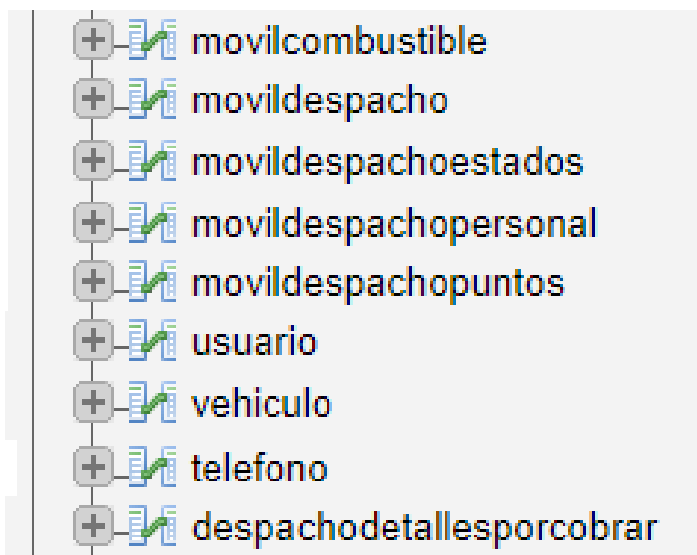 movilcombustible
movildespacho
movildespachoestados
movildespachopersonal
movildespachopuntos
usuario
vehiculo
telefono
despachodetallesporcobrar